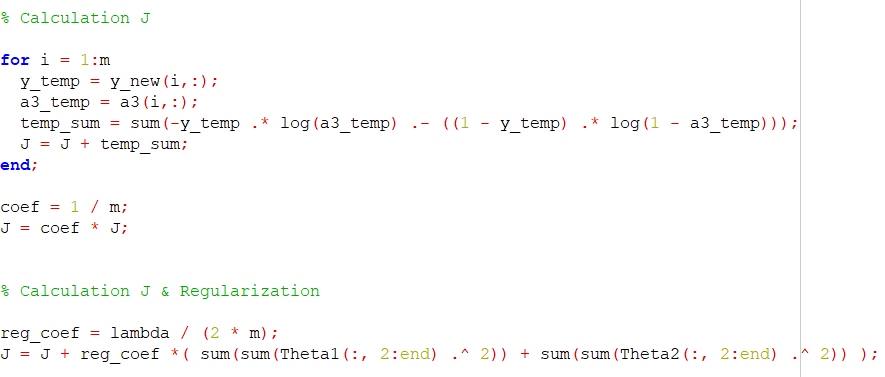 % Calculation J
for i = 1:m
y_temp = y_new(i,:);
a3_temp = a3(i,:);
temp_sum = sum(-y_temp .* log(a3_temp) .- ((1 - y_temp) .* log(1 - a3_temp)));
J = J + temp_sum;
end;
coef = 1 / m;
J = coef * J;
% Calculation J & Regularization
reg_coef = lambda / (2 * m);
J = J + reg_coef *( sum(sum(Theta1(:, 2:end) .^ 2)) + sum(sum(Theta2(:, 2:end) .^ 2)) );